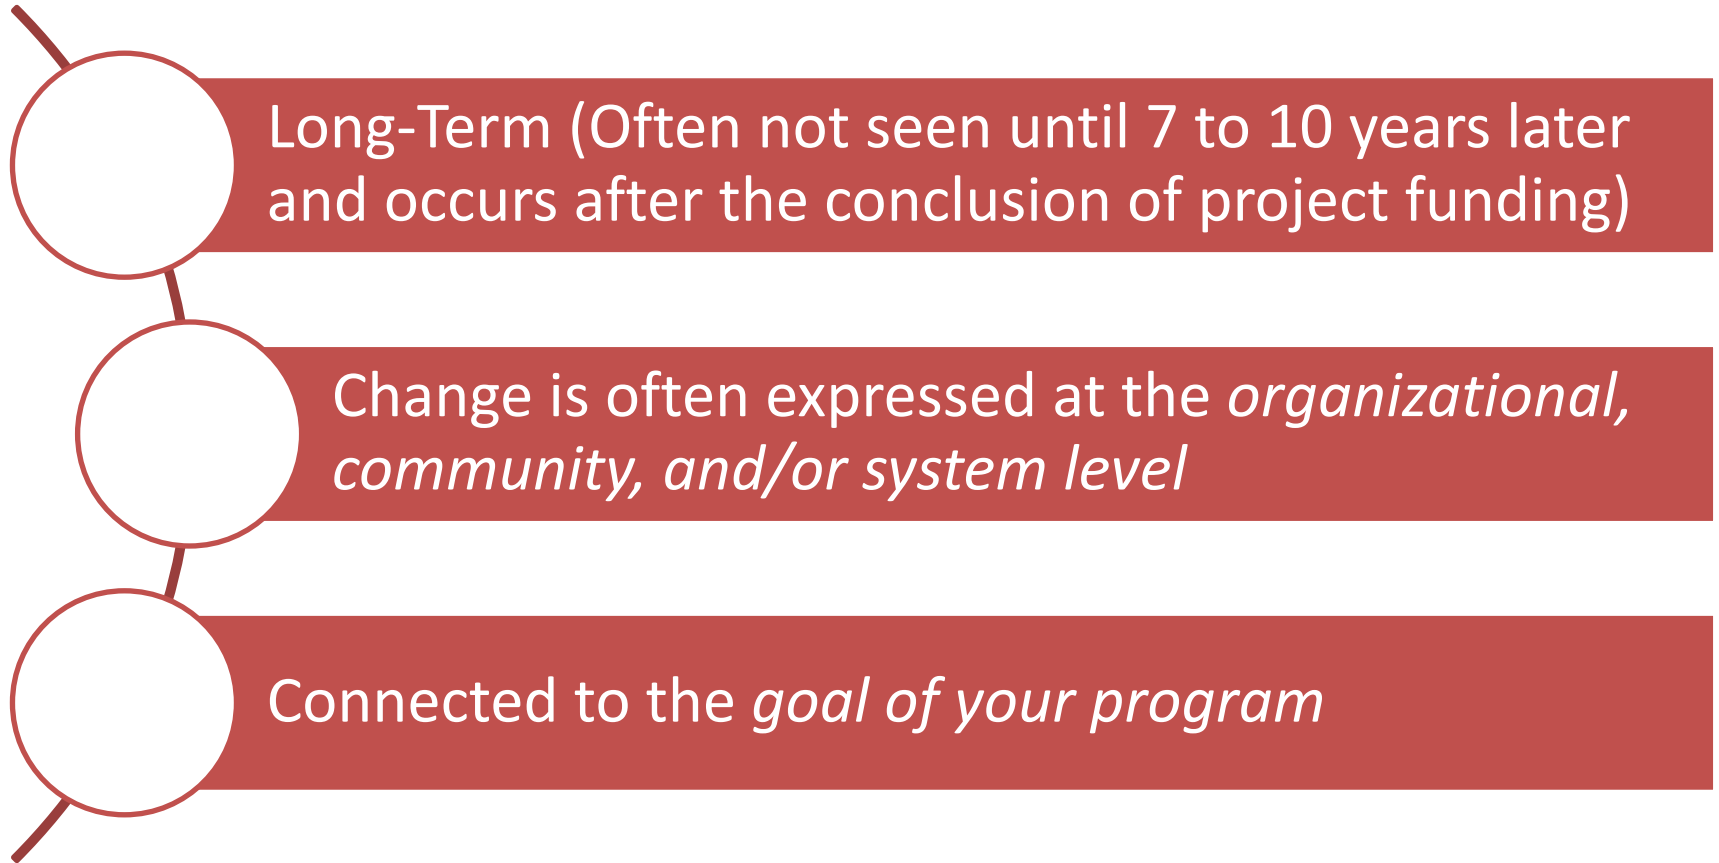 Long-Term (Often not seen until 7 to 10 years later
and occurs after the conclusion of project funding)
Change is often expressed at the organizational,
community, and/or system level
Connected to the goal of your program